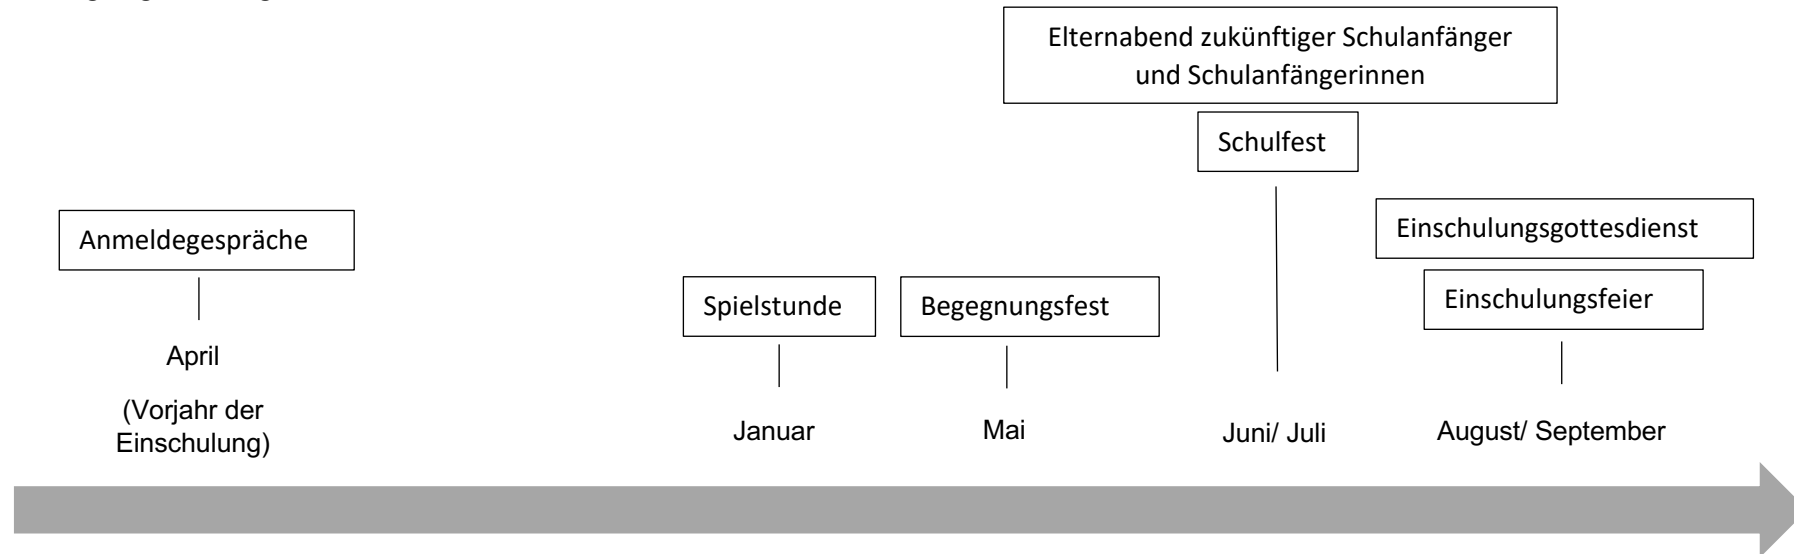 Elternabend zukünftiger Schulanfänger
und Schulanfängerinnen
Schulfest
Anmeldegespräche
Einschulungsgottesdienst
Spielstunde
Begegnungsfest
Einschulungsfeier
April
(Vorjahr der
Einschulung)
Januar
Mai
Juni/ Juli
August/ September